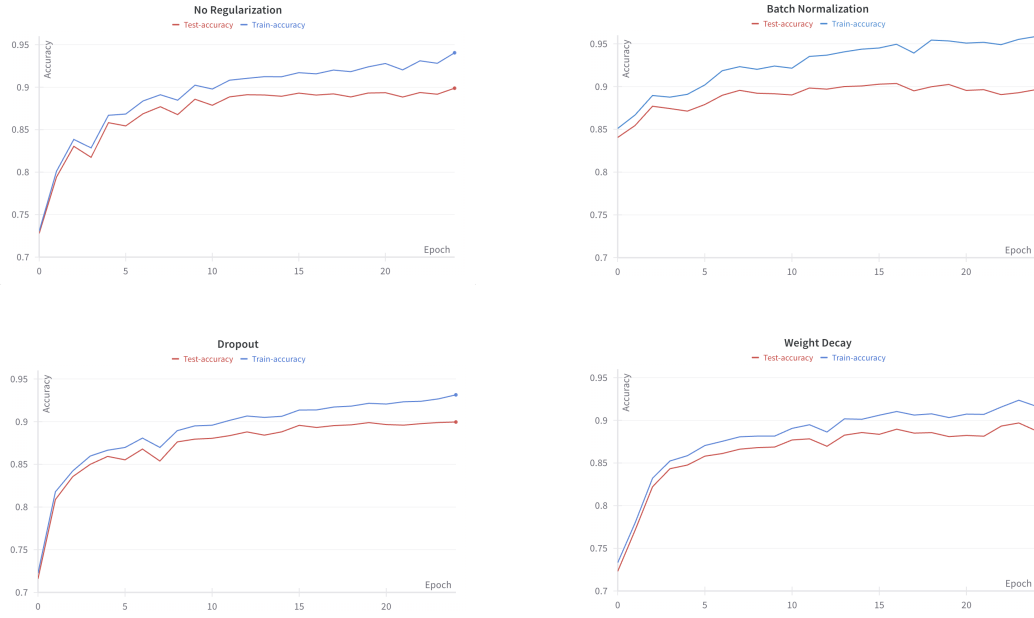 No Regularization
Test-accuracy Train-accuracy
Accuracy
0.95
0.9
0.85
0.8
0.75
0.7
Epoch
0 5 10 15 20
Batch Normalization
Test-accuracy Train-accuracy
Accuracy
0.95
0.9
0.85
0.8
0.75
0.7
Epoch
0 5 10 15 20
Dropout
Test-accuracy Train-accuracy
Accuracy
0.95
0.9
0.85
0.8
0.75
0.7
Epoch
0 5 10 15 20
Weight Decay
Test-accuracy Train-accuracy
Accuracy
0.95
0.9
0.85
0.8
0.75
0.7
Epoch
0 5 10 15 20